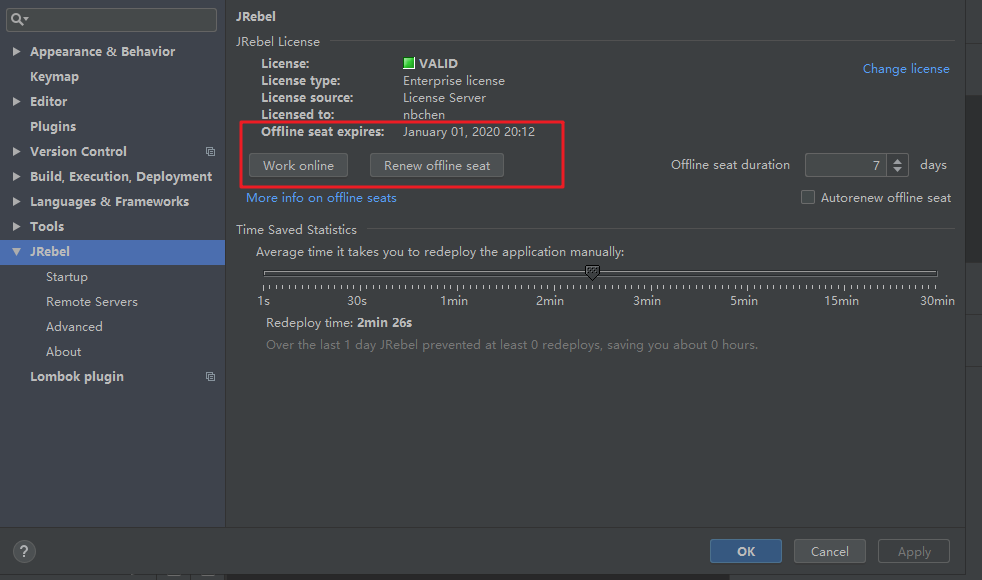 Appearance & Behavior
Keymap
Editor
Plugins
Version Control
Build, Execution, Deployment
Languages & Frameworks
Tools
JRebel
Startup
Remote Servers
Advanced
About
Lombok plugin
JRebel
JRebel License
License: VALID
Change license
License type: Enterprise license
License source: License Server
Licensed to: nbchen
Offline seat expires: January 01, 2020 20:12
Work online Renew offline seat Offline seat duration 7 days
More info on offline seats Autorenew offline seat
Time Saved Statistics
Average time it takes you to redeploy the application manually:
1s 30s 1min 2min 3min 5min 15min 30min
Redeploy time: 2min 26s
Over the last 1 day JRebel prevented at least 0 redeploys, saving you about 0 hours.
? OK Cancel Apply